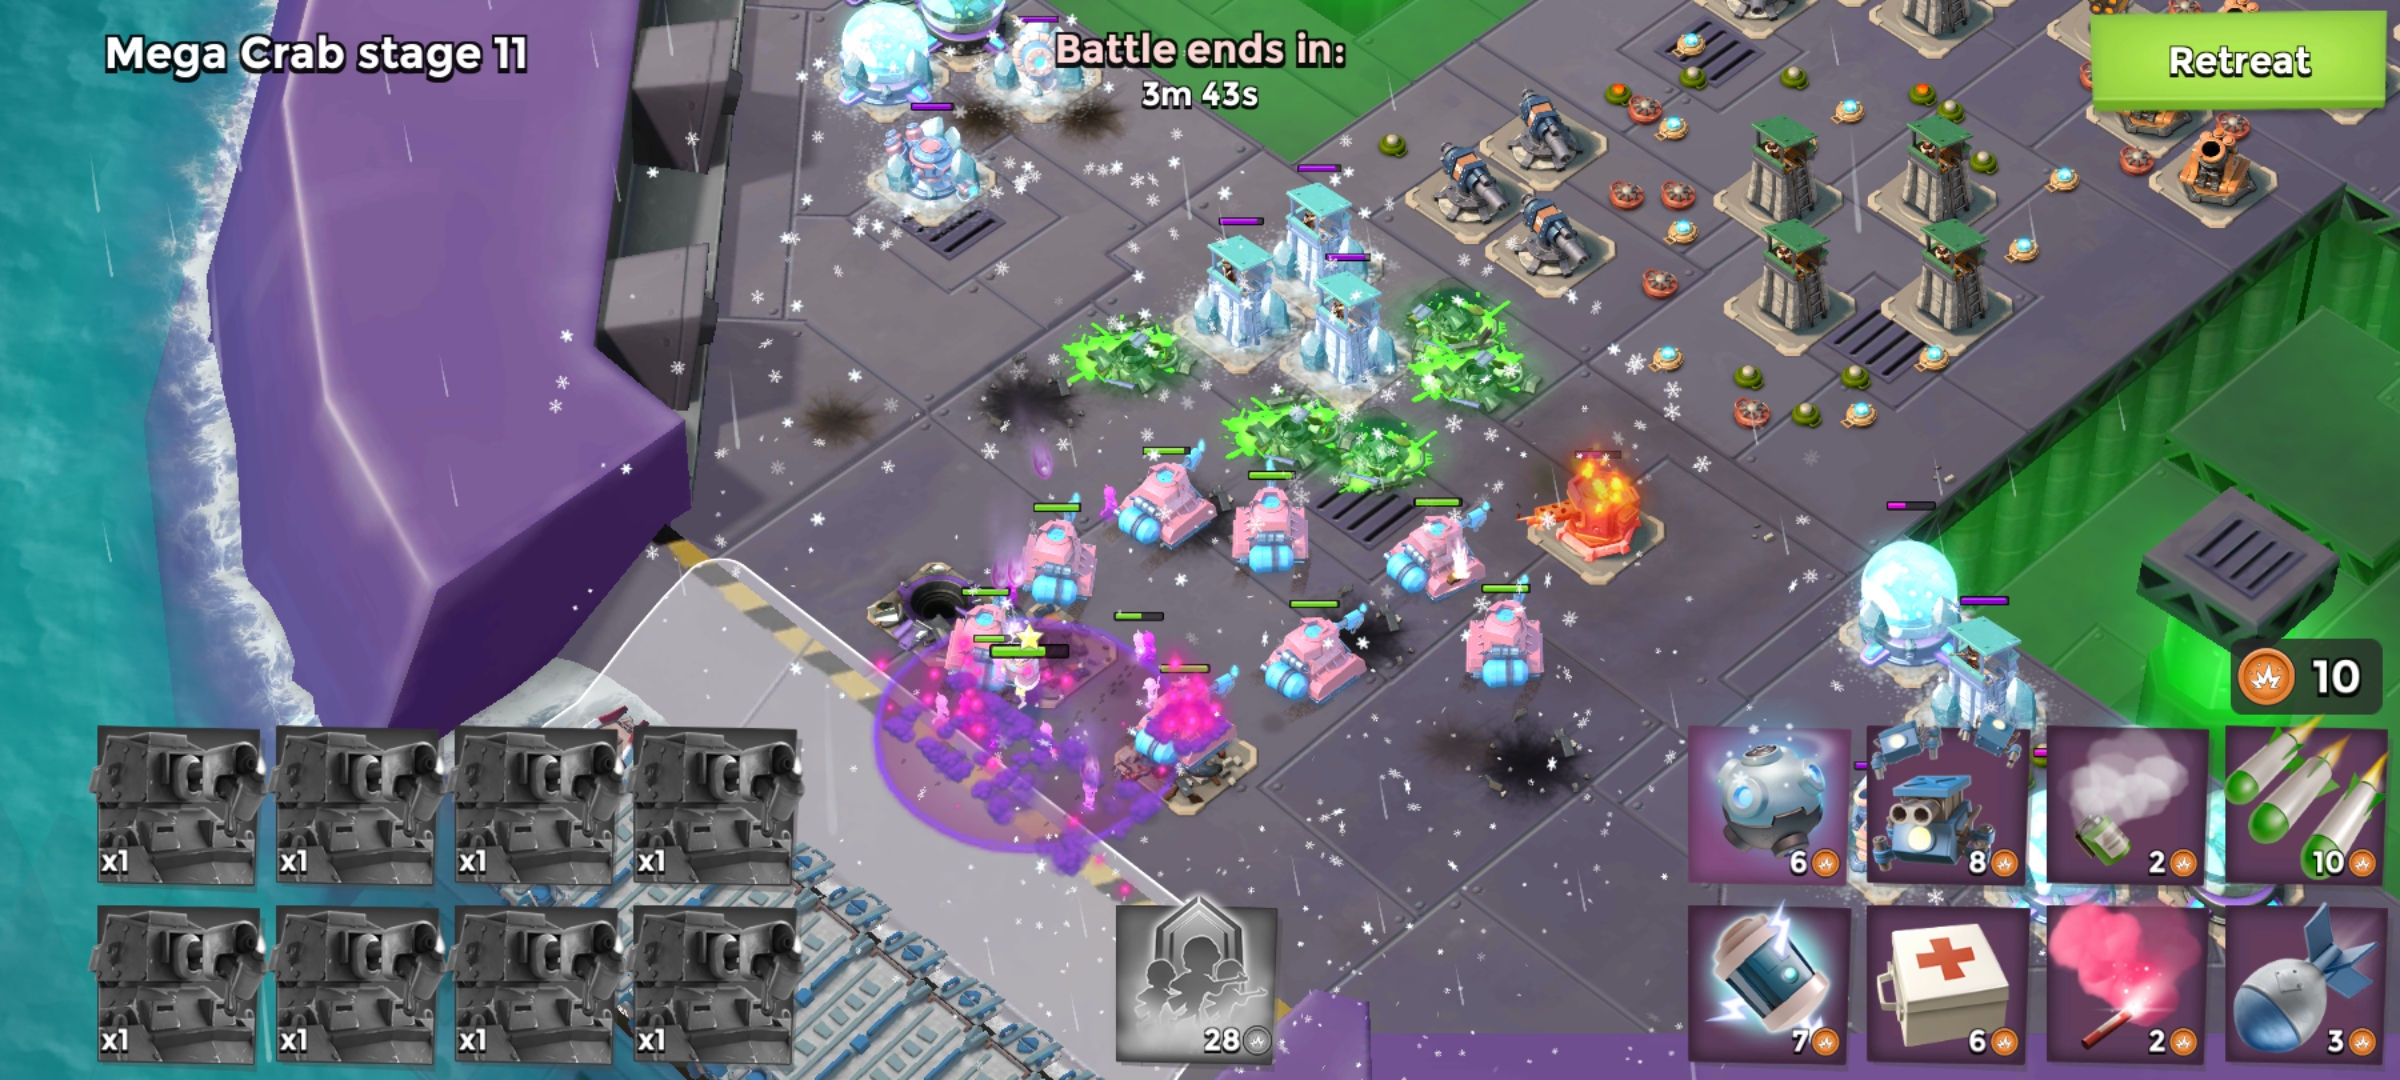 Mega Crab stage 11
Battle ends in:
3m 43s
Retreat
10
x1
x1
x1
x1
6
8
2
10
x1
x1
x1
x1
28
7
6
2
3